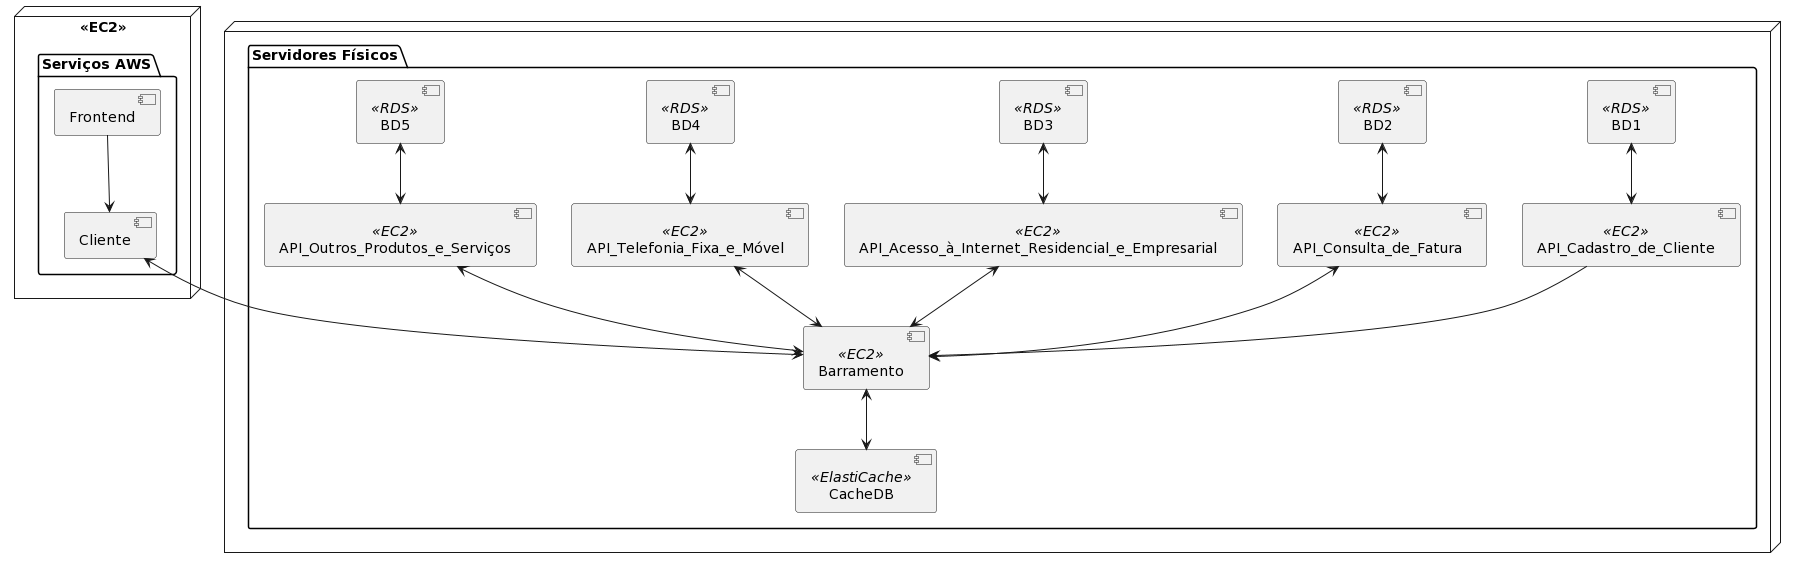 «EC2»
Serviços AWS
Frontend
Cliente
Servidores Físicos
«RDS»
BD5
«RDS»
BD4
«RDS»
BD3
«RDS»
BD2
«RDS»
BD1
«EC2»
API_Outros_Produtos_e_Serviços
«EC2»
API_Telefonia_Fixa_e_Móvel
«EC2»
API_Acesso_à_Internet_Residencial_e_Empresarial
«EC2»
API_Consulta_de_Fatura
«EC2»
API_Cadastro_de_Cliente
«EC2»
Barramento
«ElastiCache»
CacheDB